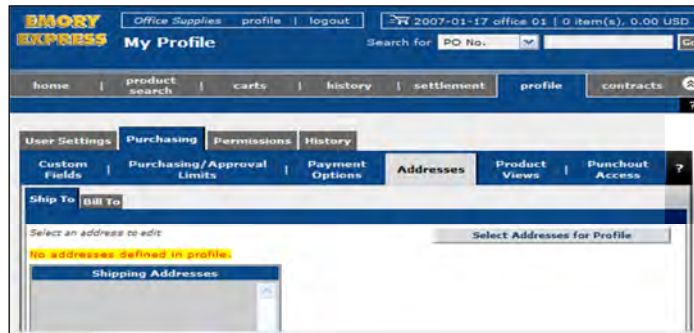 EMORY EXPRESS
Office Supplies profile | logout
2007-01-17 office 01 | 0 item(s), 0.00 USD
My Profile
Search for PO No.
home | product search | carts | history | settlement profile contracts
?
User Settings Purchasing Permissions History
Custom Fields | Purchasing/Approval Limits | Payment Options Addresses Product Views | Punchout Access ?
Ship To Bill To
Select an address to edit
Select Addresses for Profile
No addresses defined in profile.
Shipping Addresses